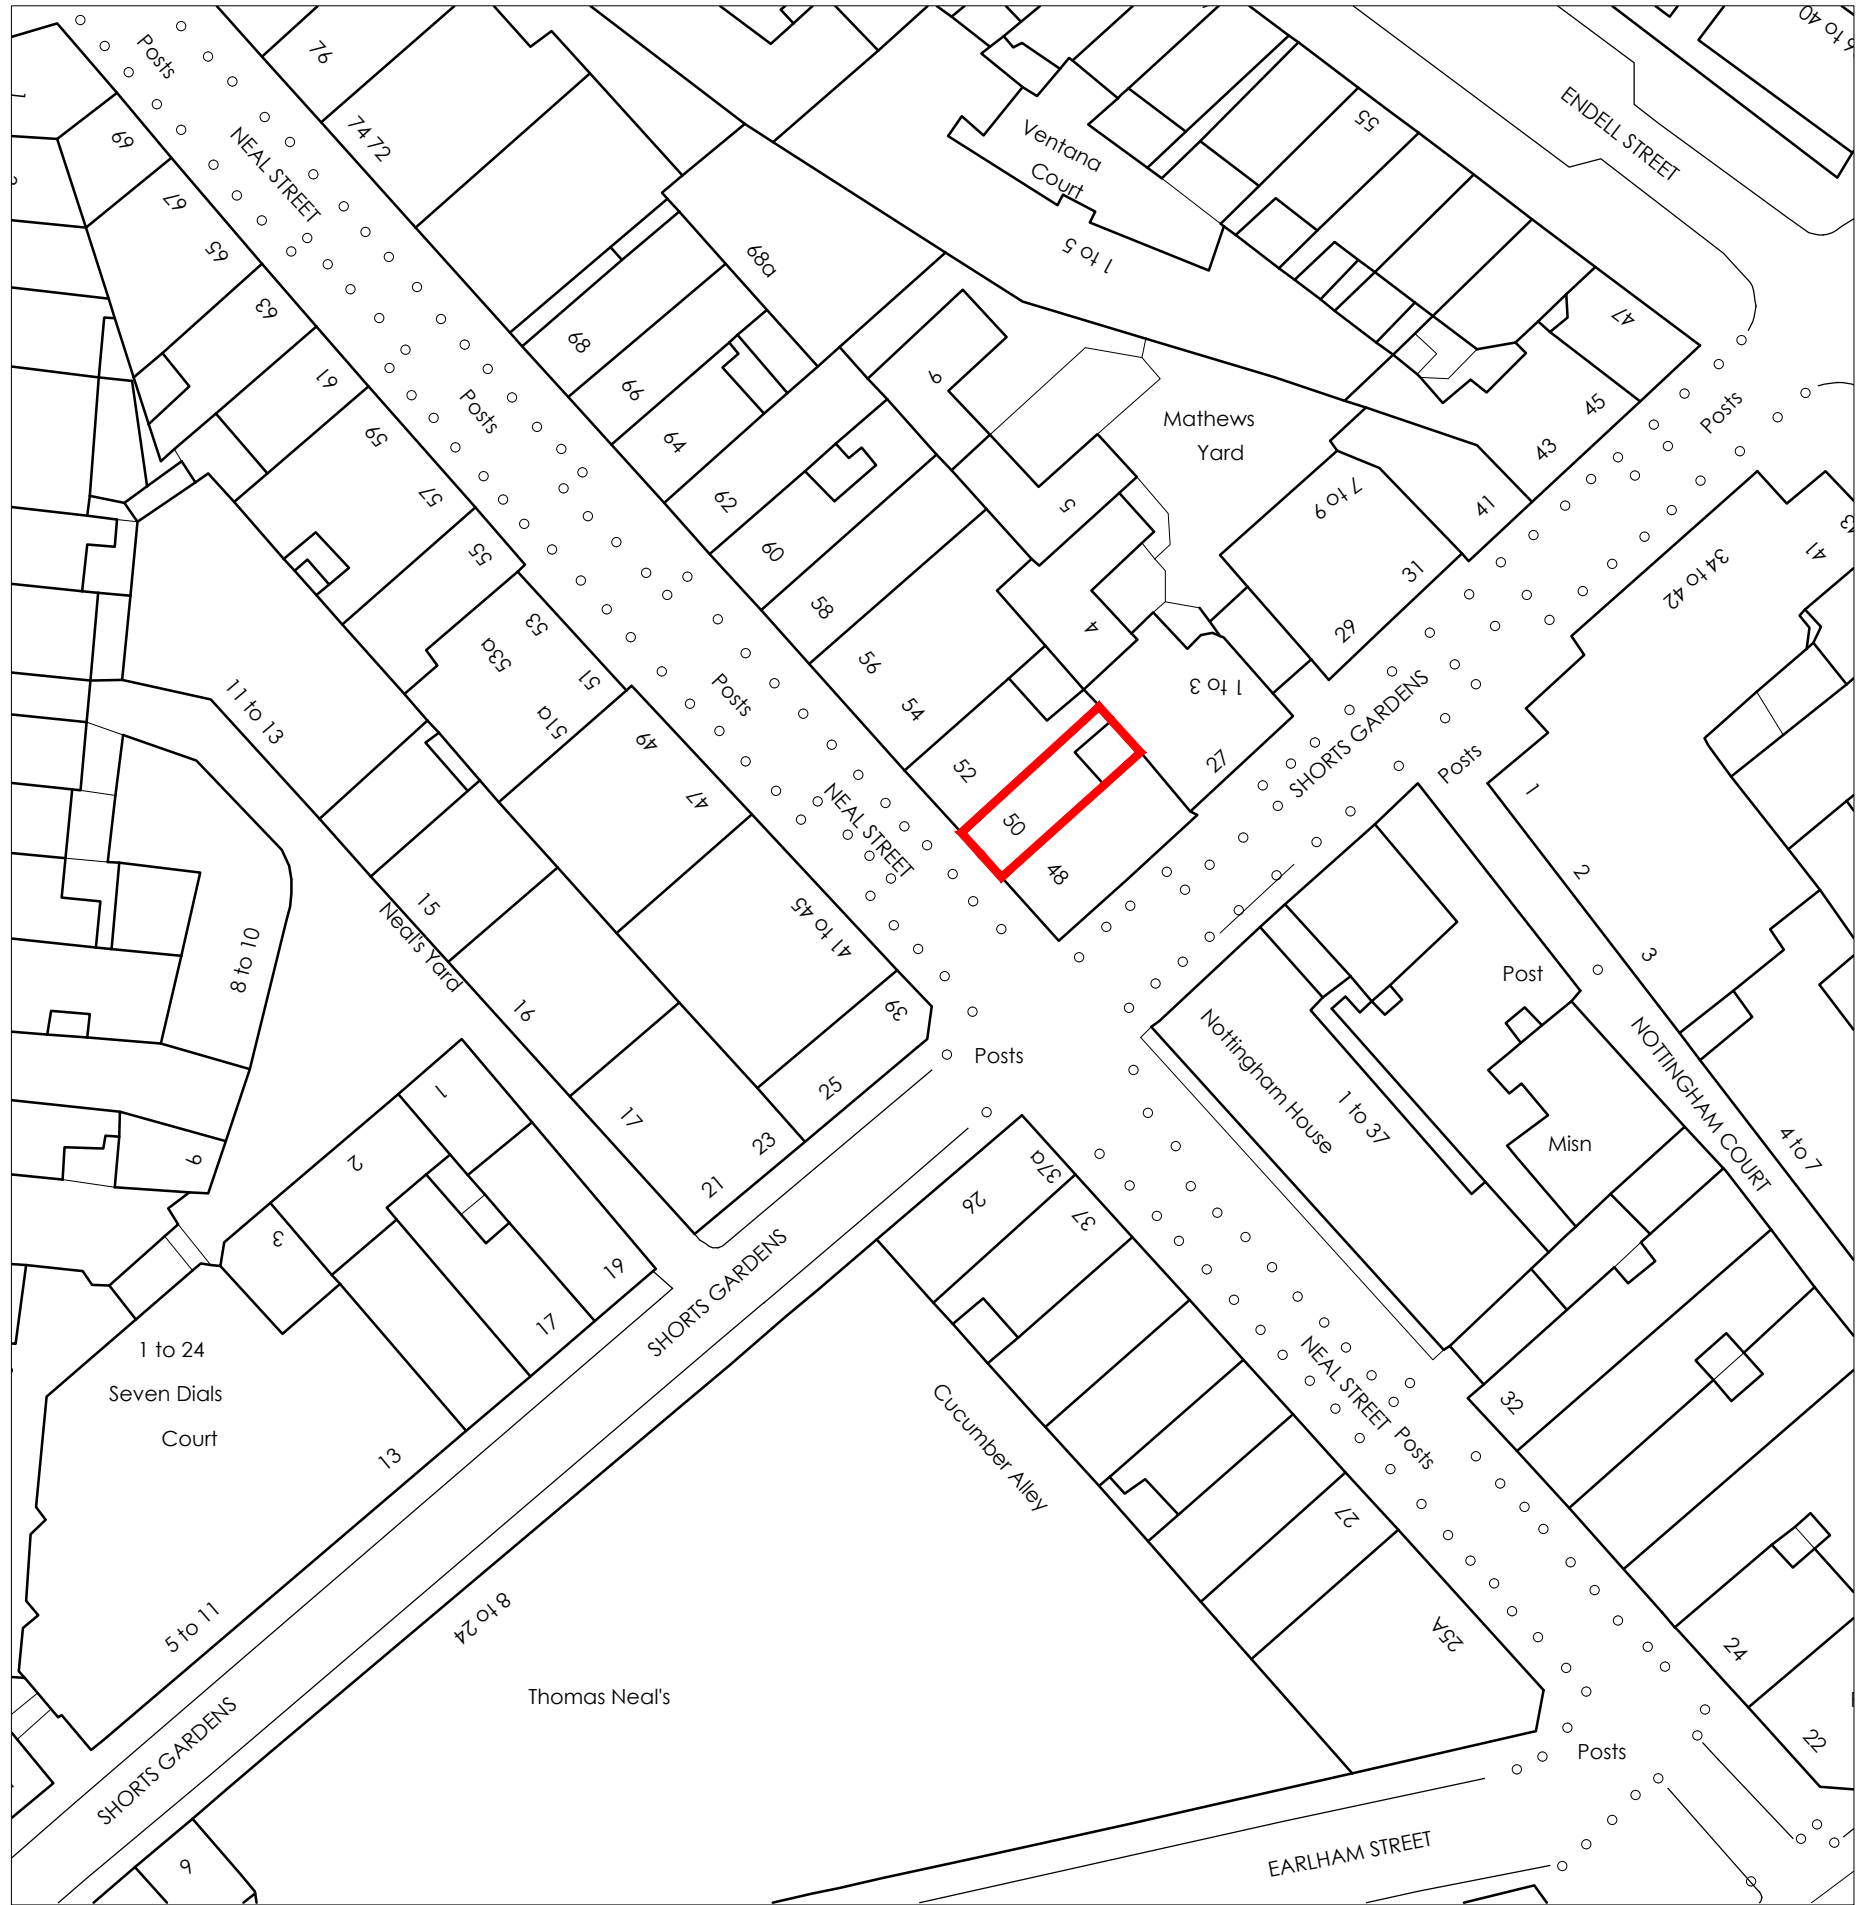 Posts
76
6 to 40
69
74 72
NEAL STREET
55
ENDELL STREET
Ventana
Court
67
65
68a
1 to 5
63
68
47
61
66
6
45
Posts
59
Posts
64
Mathews
Yard
43
57
62
5
7 to 9
41
55
60
31
34 to 42
41
53
58
4
29
53a
56
51
Posts
1 to 3
11 to 13
51a
54
SHORTS GARDENS
49
52
27
Posts
47
50
NEAL STREET
1
48
2
15
Neal's Yard
41 to 45
8 to 10
3
Post
16
39
Nottingham House
Posts
NOTTINGHAM COURT
1
25
17
23
1 to 37
Misn
4 to 7
9
2
21
37a
26
37
3
19
SHORTS GARDENS
17
1 to 24
Seven Dials
Court
NEAL STREET
32
Posts
13
Cucumber Alley
27
5 to 11
8 to 24
25A
24
Thomas Neal's
22
Posts
SHORTS GARDENS
EARLHAM STREET